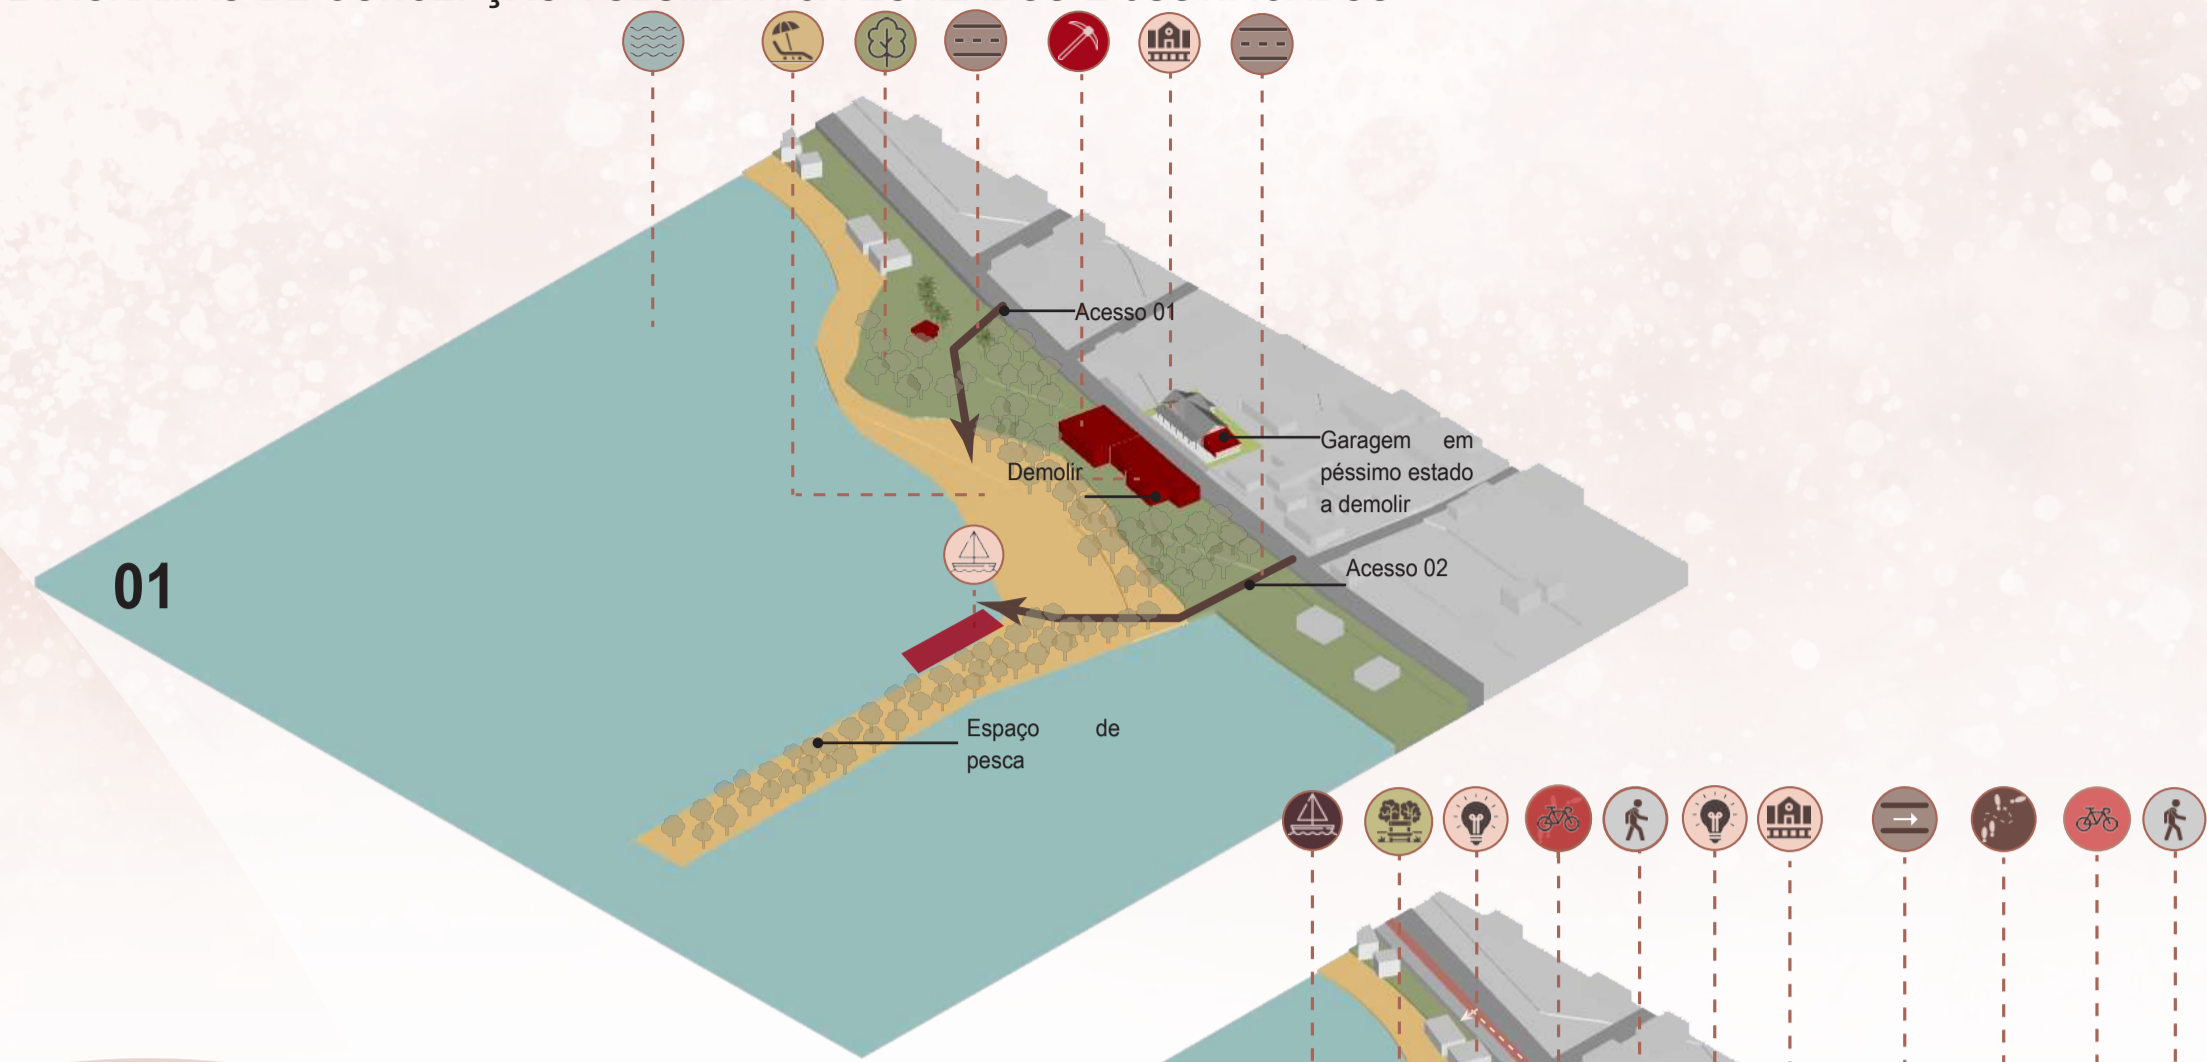 Acesso 01
Garagem em
péssimo estado
a demolir
Demolir
Acesso 02
01
Espaço de
pesca